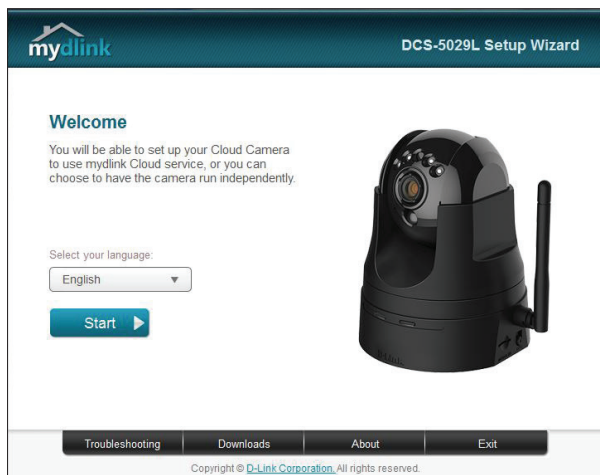 mydlink
DCS-5029L Setup Wizard
Welcome
You will be able to set up your Cloud Camera
to use mydlink Cloud service, or you can
choose to have the camera run independently.
Select your language:
English
Start
D-Link
Troubleshooting
Downloads
About
Exit
Copyright © D-Link Corporation. All rights reserved.